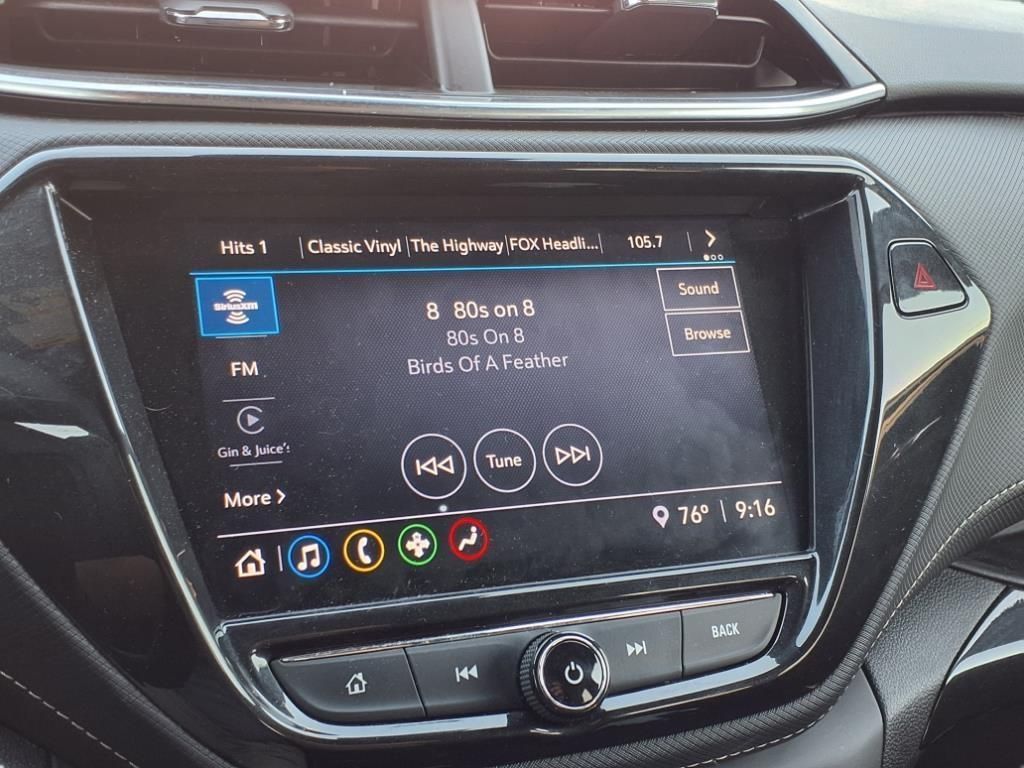 Hits 1 Classic Vinyl The Highway FOX Headli... 105.7
SiriusXM
8 80s on 8
Sound
80s On 8
Browse
FM
Birds Of A Feather
Gin & Juice's
Tune
More
76° 9:16
BACK